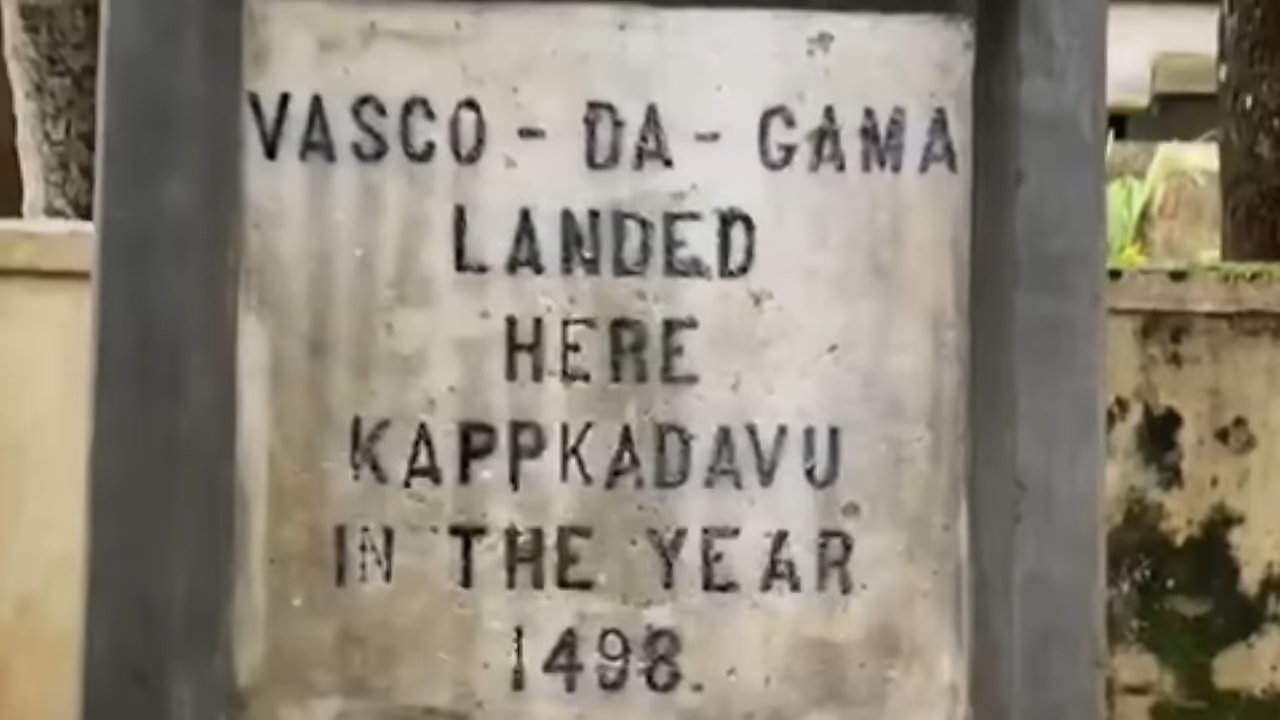 VASCO - DA - GAMA
LANDED
HERE
KAPPKADAVU
IN THE YEAR
1498.